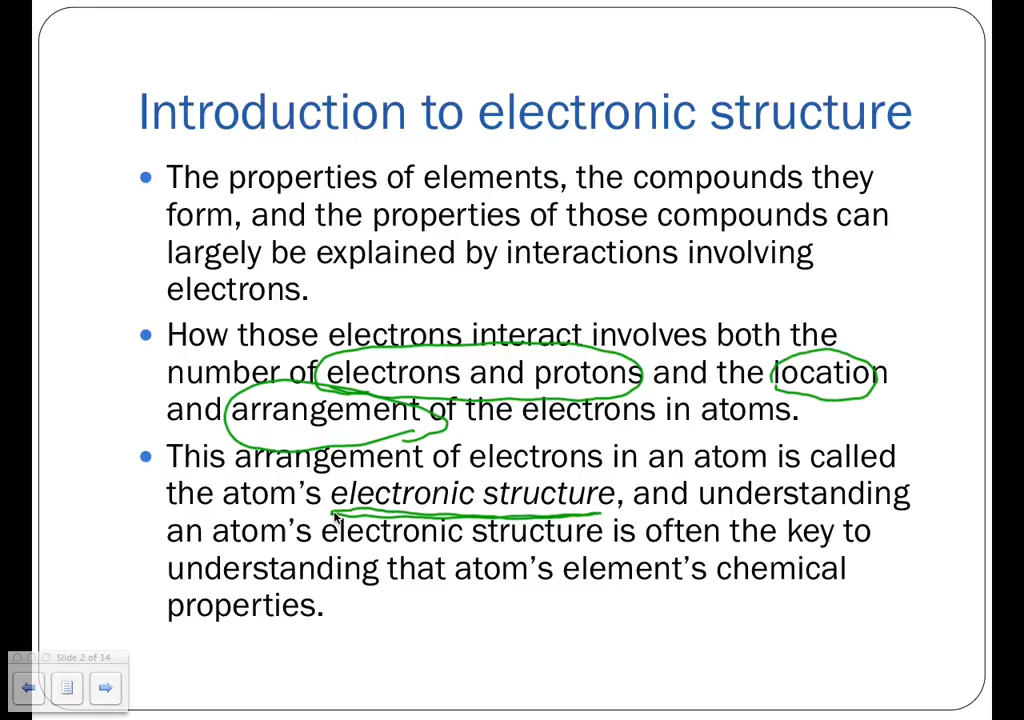 Introduction to electronic structure
• The properties of elements, the compounds they
form, and the properties of those compounds can
largely be explained by interactions involving
electrons.
• How those electrons interact involves both the
number of electrons and protons and the location
and arrangement of the electrons in atoms.
• This arrangement of electrons in an atom is called
the atom’s electronic structure, and understanding
an atom’s electronic structure is often the key to
understanding that atom’s element’s chemical
properties.
Slide 2 of 14